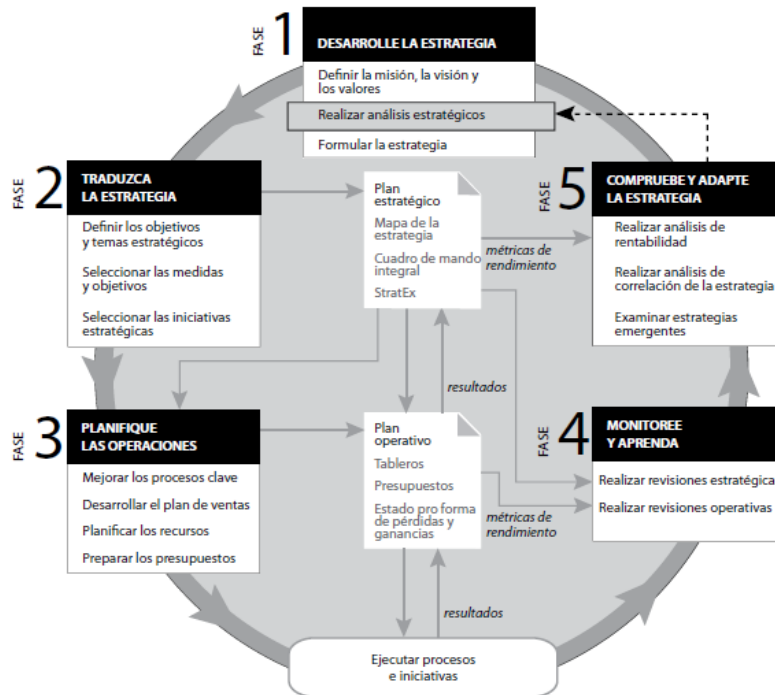 FASE 1
DESARROLLE LA ESTRATEGIA
Definir la misión, la visión y
los valores
Realizar análisis estratégicos
Formular la estrategia
FASE 2
TRADUZCA
LA ESTRATEGIA
Definir los objetivos
y temas estratégicos
Seleccionar las medidas
y objetivos
Seleccionar las iniciativas
estratégicas
Plan
estratégico
Mapa de la
estrategia
Cuadro de mando
integral
StratEx
métricas de
rendimiento
FASE 5
COMPRUEBE Y ADAPTE
LA ESTRATEGIA
Realizar análisis de
rentabilidad
Realizar análisis de
correlación de la estrategia
Examinar estrategias
emergentes
resultados
FASE 3
PLANIFIQUE
LAS OPERACIONES
Mejorar los procesos clave
Desarrollar el plan de ventas
Planificar los recursos
Preparar los presupuestos
Plan
operativo
Tableros
Presupuestos
Estado pro forma
de pérdidas y
ganancias
métricas de
rendimiento
FASE 4
MONITOREE
Y APRENDA
Realizar revisiones estratégica
Realizar revisiones operativas
resultados
Ejecutar procesos
e iniciativas